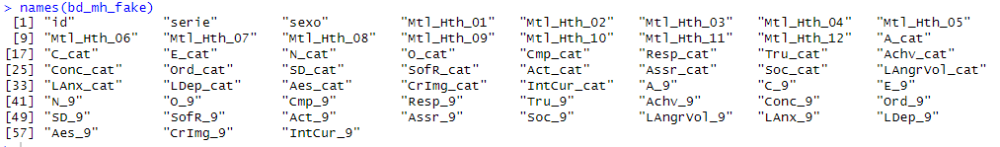 > names(bd_mh_fake)
[1] "id" "serie" "sexo" "Mtl_Hth_01" "Mtl_Hth_02" "Mtl_Hth_03" "Mtl_Hth_04" "Mtl_Hth_05"
[9] "Mtl_Hth_06" "Mtl_Hth_07" "Mtl_Hth_08" "Mtl_Hth_09" "Mtl_Hth_10" "Mtl_Hth_11" "Mtl_Hth_12" "A_cat"
[17] "C_cat" "E_cat" "N_cat" "O_cat" "Cmp_cat" "Resp_cat" "Tru_cat" "Achv_cat"
[25] "Conc_cat" "Ord_cat" "SD_cat" "SofR_cat" "Act_cat" "Assr_cat" "Soc_cat" "LAngrVol_cat"
[33] "LAnx_cat" "LDep_cat" "Aes_cat" "CrImg_cat" "IntCur_cat" "A_9" "C_9" "E_9"
[41] "N_9" "O_9" "Cmp_9" "Resp_9" "Tru_9" "Achv_9" "Conc_9" "Ord_9"
[49] "SD_9" "SofR_9" "Act_9" "Assr_9" "Soc_9" "LAngrVol_9" "LAnx_9" "LDep_9"
[57] "Aes_9" "CrImg_9" "IntCur_9"